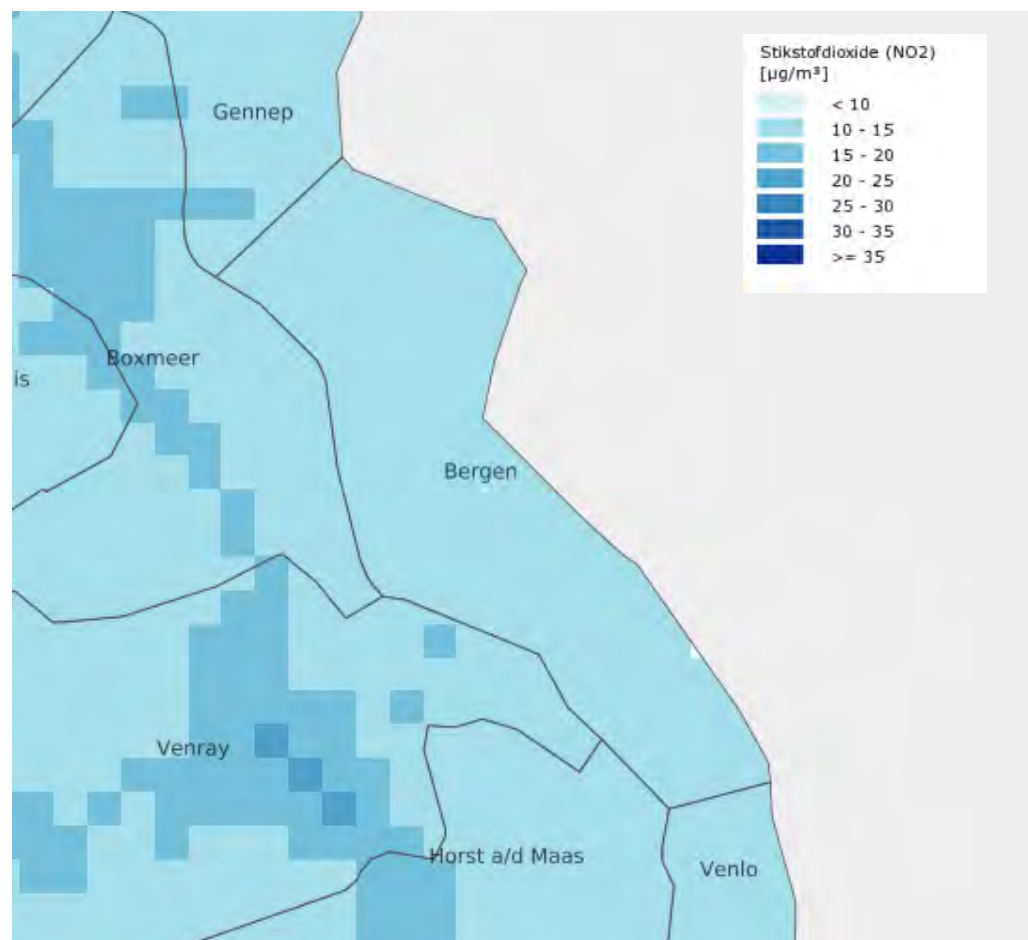 Stikstofdioxide (NO2)
[µg/m³]
< 10
10 - 15
15 - 20
20 - 25
25 - 30
30 - 35
>= 35
Gennep
Boxmeer
is
Bergen
Venray
Horst a/d Maas
Venlo